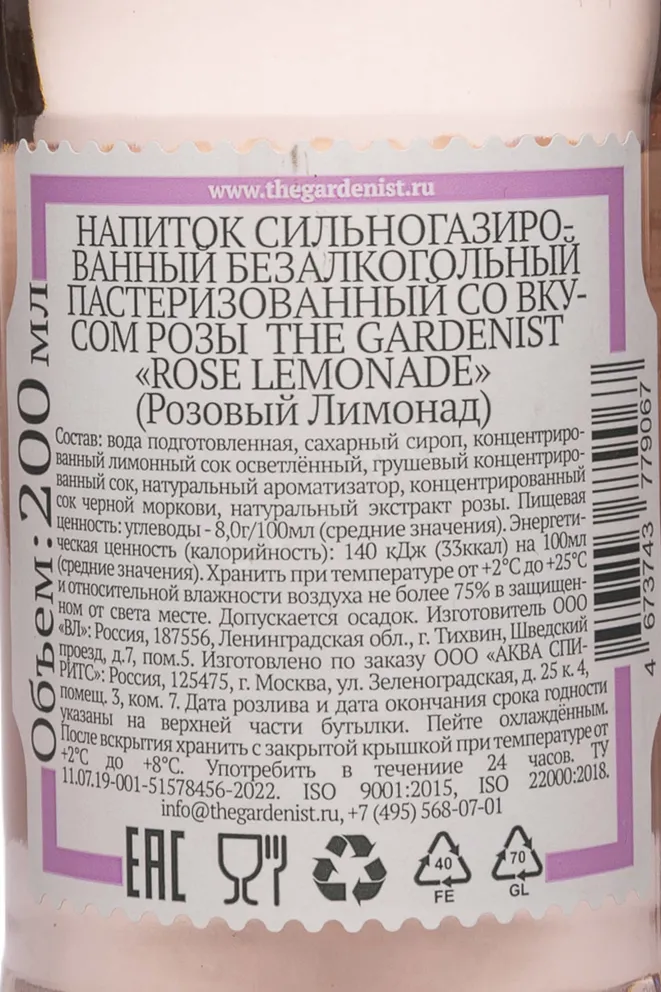 www.thegardenist.ru
НАПИТОК СИЛЬНОГАЗИРО-
ВАННЫЙ БЕЗАЛКОГОЛЬНЫЙ
ПАСТЕРИЗОВАННЫЙ СО ВКУ-
СОМ РОЗЫ THE GARDENIST
«ROSE LEMONADE»
(Розовый Лимонад)
Состав: вода подготовленная, сахарный сироп, концентриро-
ванный лимонный сок осветлённый, грушевый концентриро-
ванный сок, натуральный ароматизатор, концентрированный
сок черной моркови, натуральный экстракт розы. Пищевая
ценность: углеводы - 8,0г/100мл (средние значения). Энергети-
ческая ценность (калорийность): 140 кДж (33ккал) на 100мл
(средние значения). Хранить при температуре от +2°С до +25°С
и относительной влажности воздуха не более 75% в защищен-
ном от света месте. Допускается осадок. Изготовитель ООО
«ВЛ»: Россия, 187556, Ленинградская обл., г. Тихвин, Шведский
проезд, д.7, пом.5. Изготовлено по заказу ООО «АКВА СПИ-
РИТС»: Россия, 125475, г. Москва, ул. Зеленоградская, д. 25 к. 4,
помещ. 3, ком. 7. Дата розлива и дата окончания срока годности
указаны на верхней части бутылки. Пейте охлаждённым.
После вскрытия хранить с закрытой крышкой при температуре от
+2°С до +8°С. Употребить в течениие 24 часов. ТУ
11.07.19-001-51578456-2022. ISO 9001:2015, ISO 22000:2018.
info@thegardenist.ru, +7 (495) 568-07-01
Объем: 200 мл
4 673743 779067
EAC
40
FE
70
GL